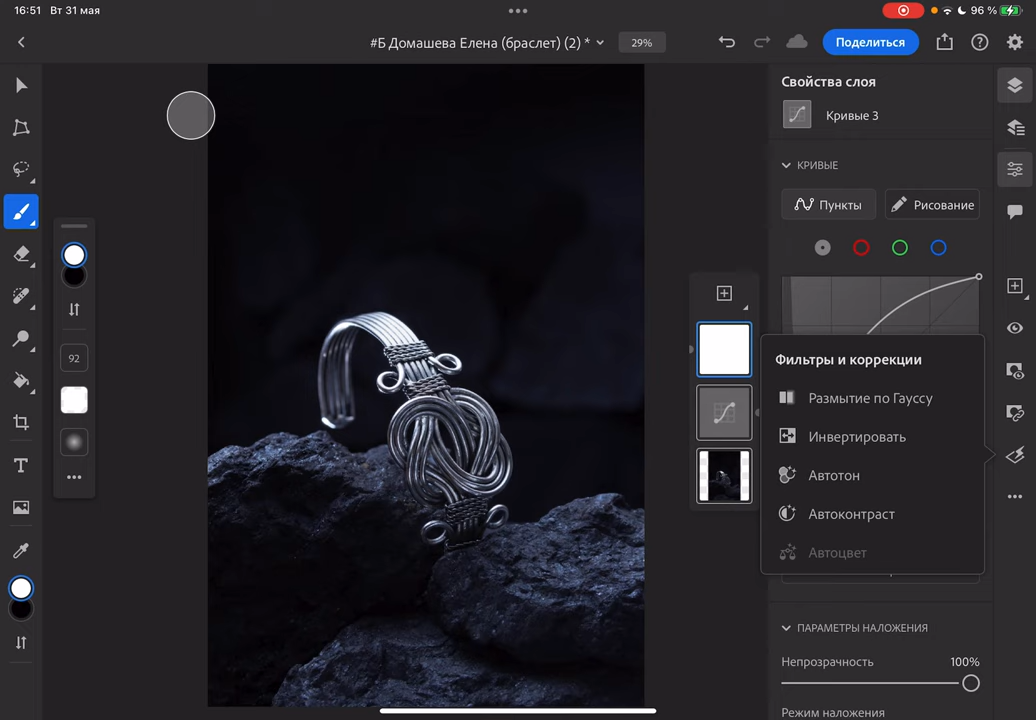 16:51 Вт 31 мая
96 %
#Б Домашева Елена (браслет) (2) *
29%
Поделиться
Свойства слоя
Кривые 3
КРИВЫЕ
Пункты
Рисование
92
Фильтры и коррекции
Размытие по Гауссу
Инвертировать
Автотон
Автоконтраст
Автоцвет
T
ПАРАМЕТРЫ НАЛОЖЕНИЯ
Непрозрачность 100%
Режим наложения